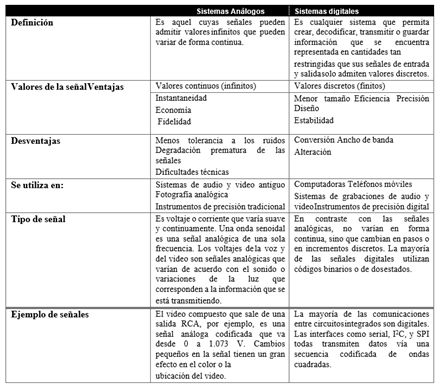 Sistemas Análogos
Sistemas digitales
Definición
Es aquel cuyas señales pueden
admitir valores infinitos que pueden
variar de forma continua.
Es cualquier sistema que permita
crear, decodificar, transmitir o guardar
información que se encuentra
representada en cantidades tan
restringidas que sus señales de entrada
y salidasolo admiten valores discretos.
Valores de la señalVentajas
Valores continuos (infinitos)
Instantaneidad
Economía
Fidelidad
Valores discretos (finitos)
Menor tamaño Eficiencia Precisión
Diseño
Estabilidad
Desventajas
Menos tolerancia a los ruidos
Degradación prematura de las
señales
Dificultades técnicas
Conversión Ancho de banda
Alteración
Se utiliza en:
Sistemas de audio y video antiguo
Fotografía analógica
Instrumentos de precisión tradicional
Computadoras Teléfonos móviles
Sistemas de grabaciones de audio y
videoInstrumentos de precisión digital
Tipo de señal
Es voltaje o corriente que varía suave
y continuamente. Una onda senoidal
es una señal analógica de una sola
frecuencia. Los voltajes dela voz y
del video son señales analógicas que
varían de acuerdo con el sonido o
variaciones de la luz que
corresponden a la información que se
está transmitiendo.
En contraste con las señales
analógicas, no varían en forma
continua, sino que cambian en pasos o
en incrementos discretos. La mayoría
de las señales digitales utilizan
códigos binarios o de dosestados.
Ejemplo de señales
El video compuesto que sale de una
salida RCA, por ejemplo, es una
señal análoga codificada que va
desde 0 a 1.073 V. Cambios
pequeños en la señal tienen un gran
efecto en el color o la
ubicación del video.
La mayoría de las comunicaciones
entre circuitosintegrados son digitales.
Las interfaces como serial, I²C, y SPI
todas transmiten datos vía una
secuencia codificada de ondas
cuadradas.